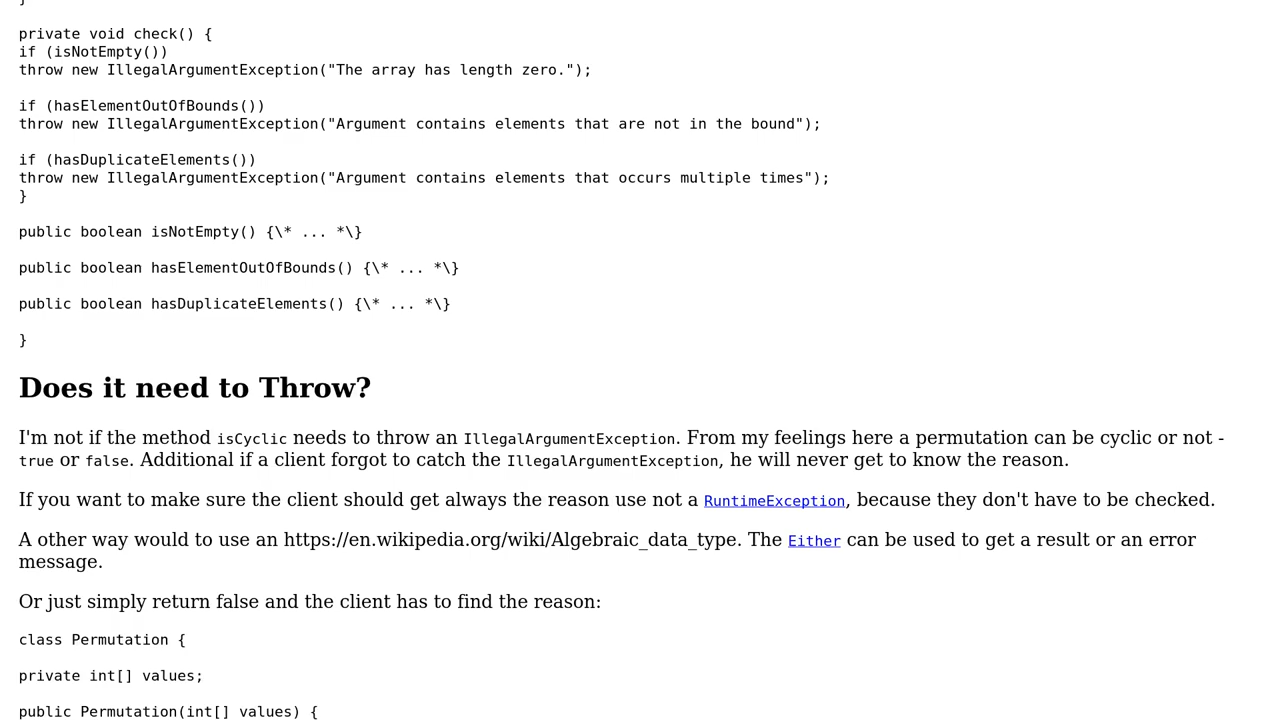 }
private void check() {
if (isNotEmpty())
throw new IllegalArgumentException("The array has length zero.");
if (hasElementOutOfBounds())
throw new IllegalArgumentException("Argument contains elements that are not in the bound");
if (hasDuplicateElements())
throw new IllegalArgumentException("Argument contains elements that occurs multiple times");
}
public boolean isNotEmpty() {\* ... *\}
public boolean hasElementOutOfBounds() {\* ... *\}
public boolean hasDuplicateElements() {\* ... *\}
}
Does it need to Throw?
I'm not if the method isCyclic needs to throw an IllegalArgumentException. From my feelings here a permutation can be cyclic or not -
true or false. Additional if a client forgot to catch the IllegalArgumentException, he will never get to know the reason.
If you want to make sure the client should get always the reason use not a RuntimeException, because they don't have to be checked.
A other way would to use an https://en.wikipedia.org/wiki/Algebraic_data_type. The Either can be used to get a result or an error
message.
Or just simply return false and the client has to find the reason:
class Permutation {
private int[] values;
public Permutation(int[] values) {